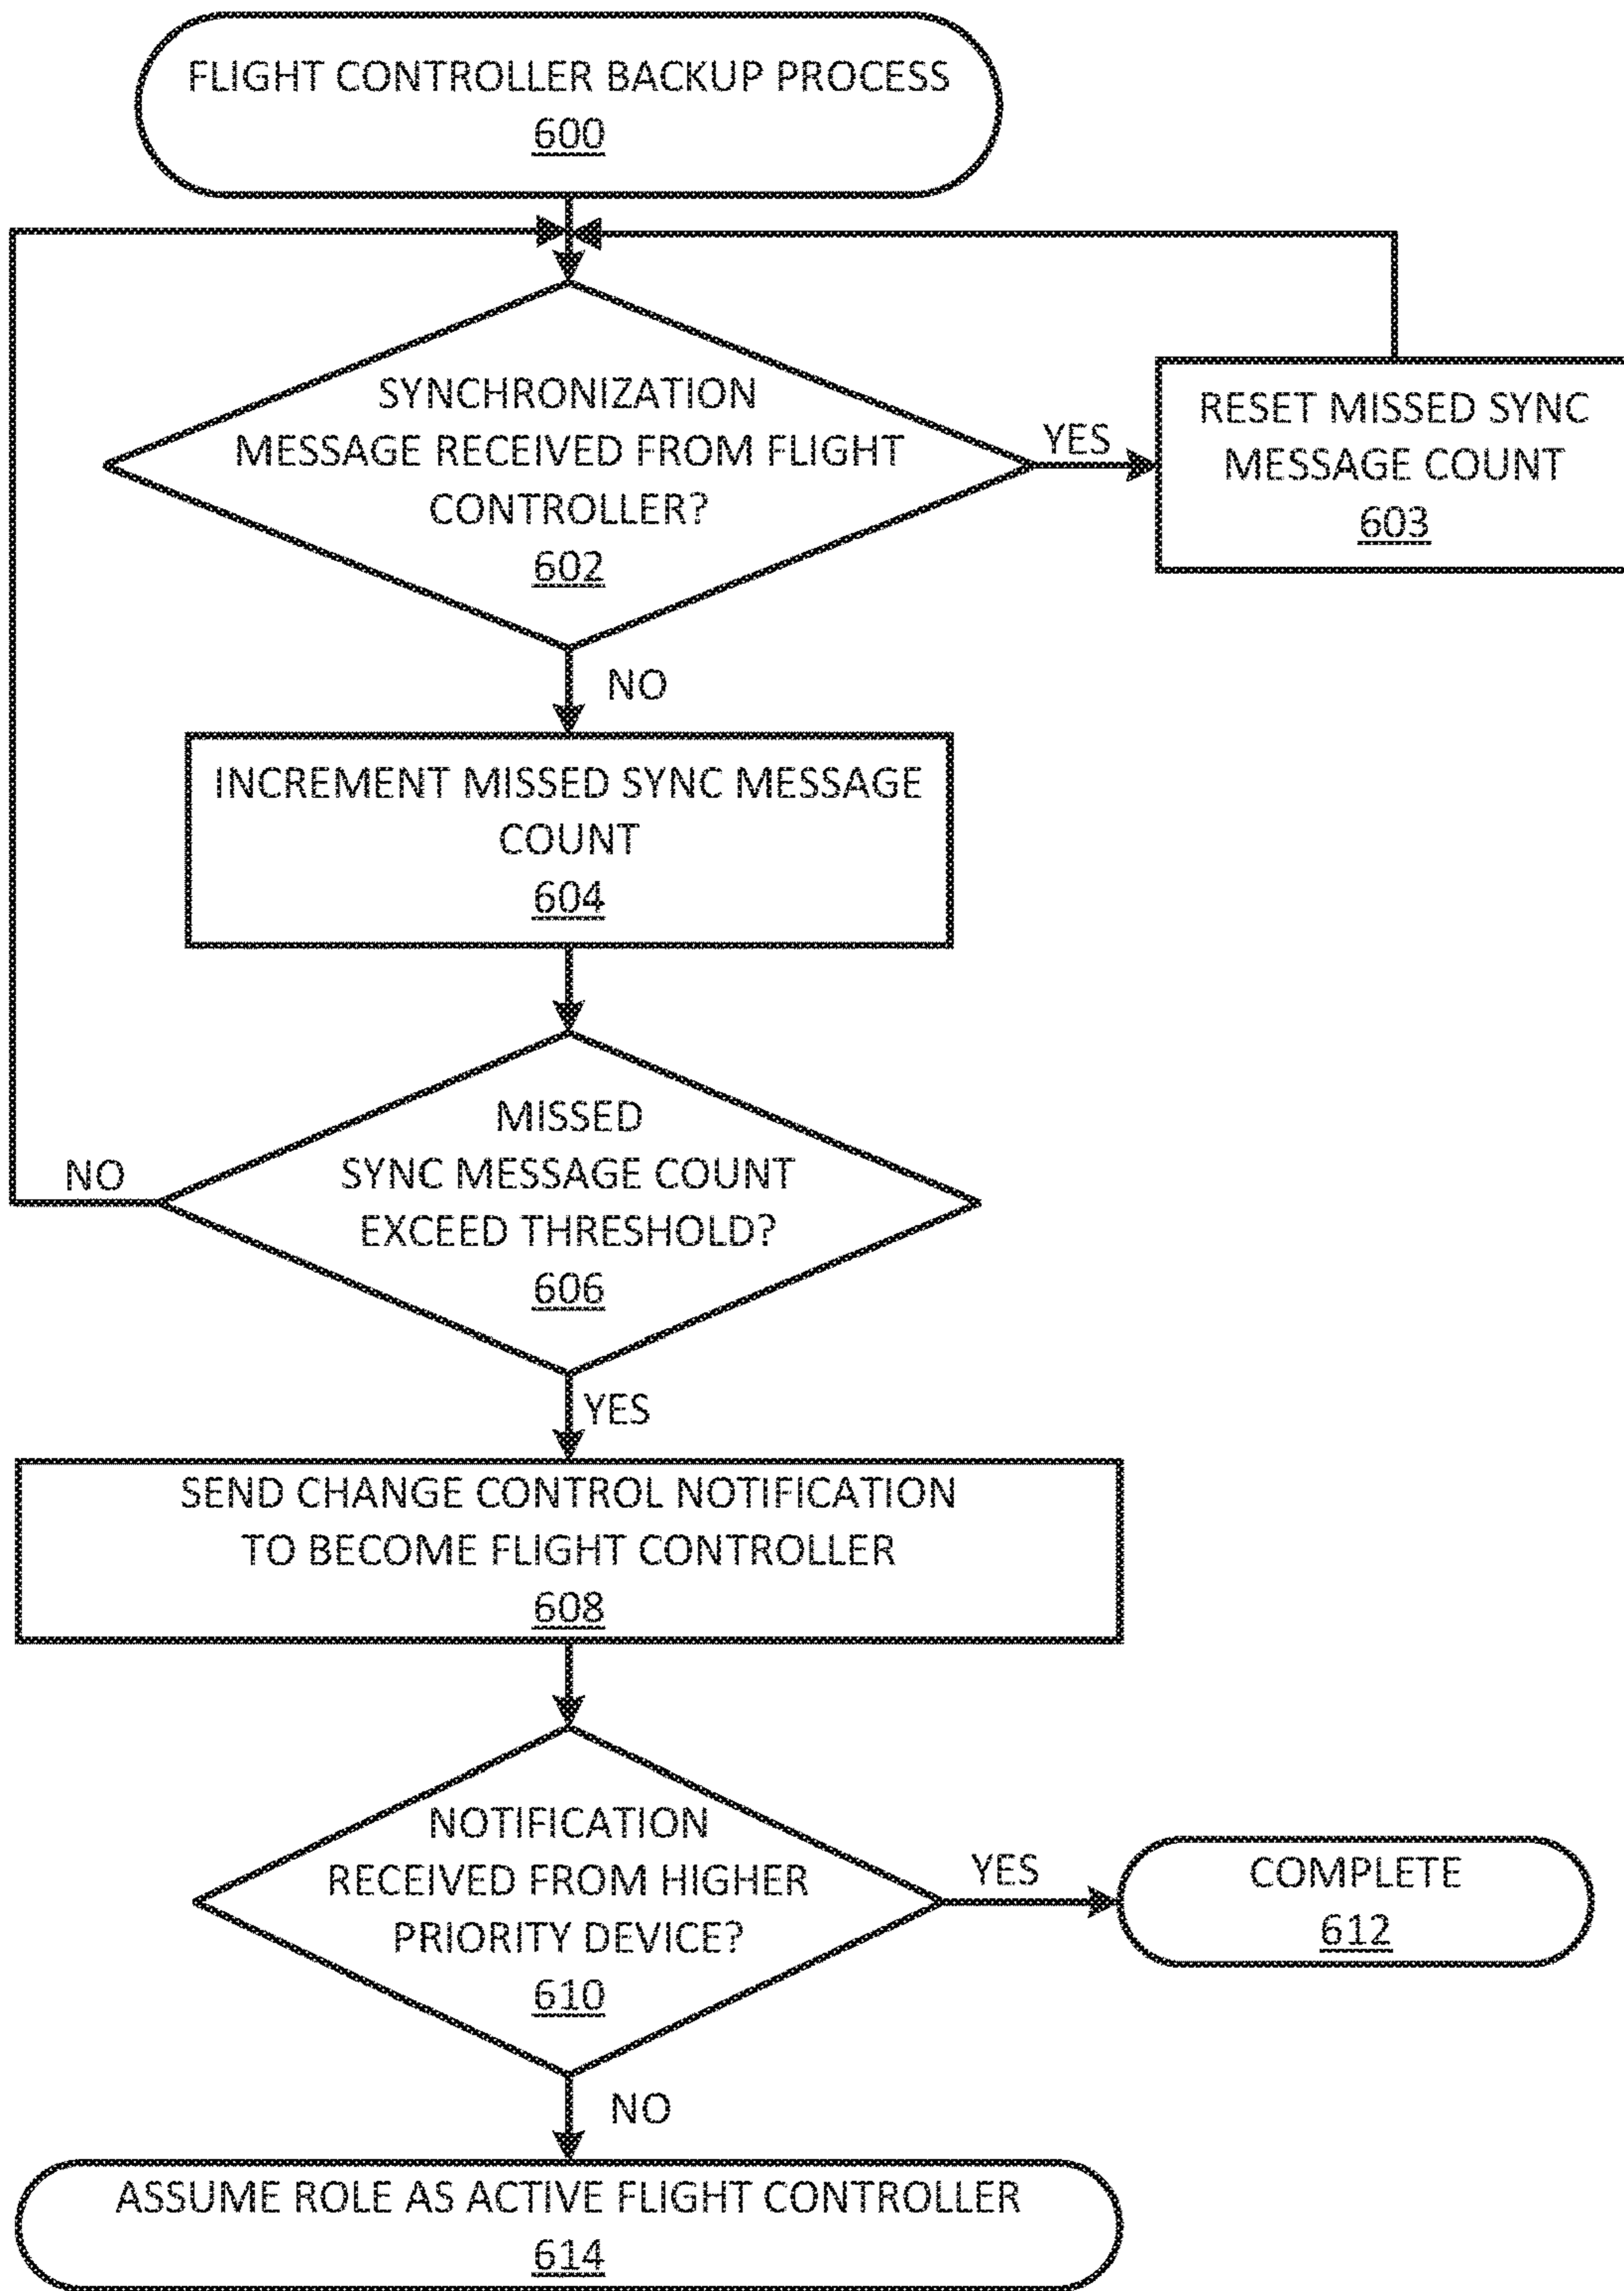 FLIGHT CONTROLLER BACKUP PROCESS
600
SYNCHRONIZATION
MESSAGE RECEIVED FROM FLIGHT
CONTROLLER?
602
YES
RESET MISSED SYNC
MESSAGE COUNT
603
NO
INCREMENT MISSED SYNC MESSAGE
COUNT
604
MISSED
SYNC MESSAGE COUNT
EXCEED THRESHOLD?
606
NO
YES
SEND CHANGE CONTROL NOTIFICATION
TO BECOME FLIGHT CONTROLLER
608
NOTIFICATION
RECEIVED FROM HIGHER
PRIORITY DEVICE?
610
YES
COMPLETE
612
NO
ASSUME ROLE AS ACTIVE FLIGHT CONTROLLER
614